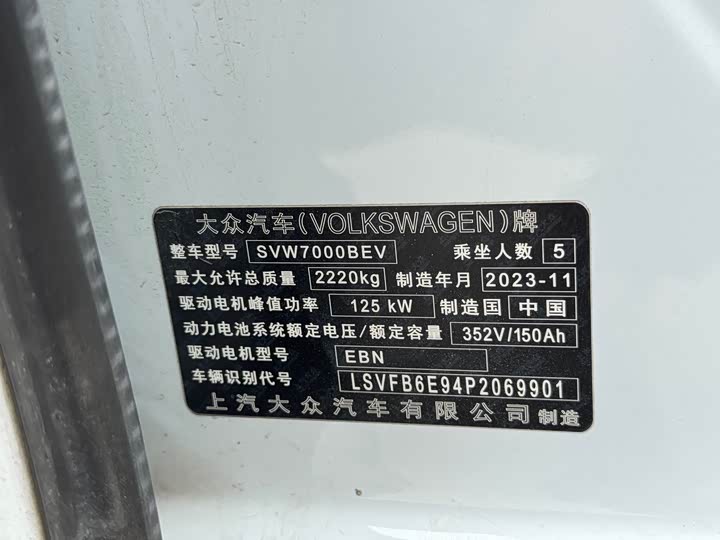 大众汽车(VOLKSWAGEN)牌
整车型号 SVW7000BEV 乘坐人数 5
最大允许总质量 2220kg 制造年月 2023-11
驱动电机峰值功率 125 kW 制造国 中国
动力电池系统额定电压/额定容量 352V/150Ah
驱动电机型号 EBN
车辆识别代号 LSVFB6E94P2069901
上汽大众汽车有限公司 制造